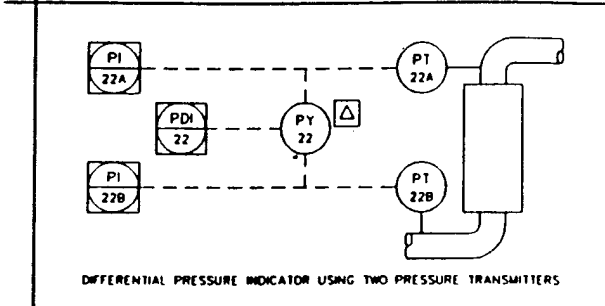 PI
22A
PT
22A
PDI
22
PY
22
Δ
PI
22B
PT
22B
DIFFERENTIAL PRESSURE INDICATOR USING TWO PRESSURE TRANSMITTERS